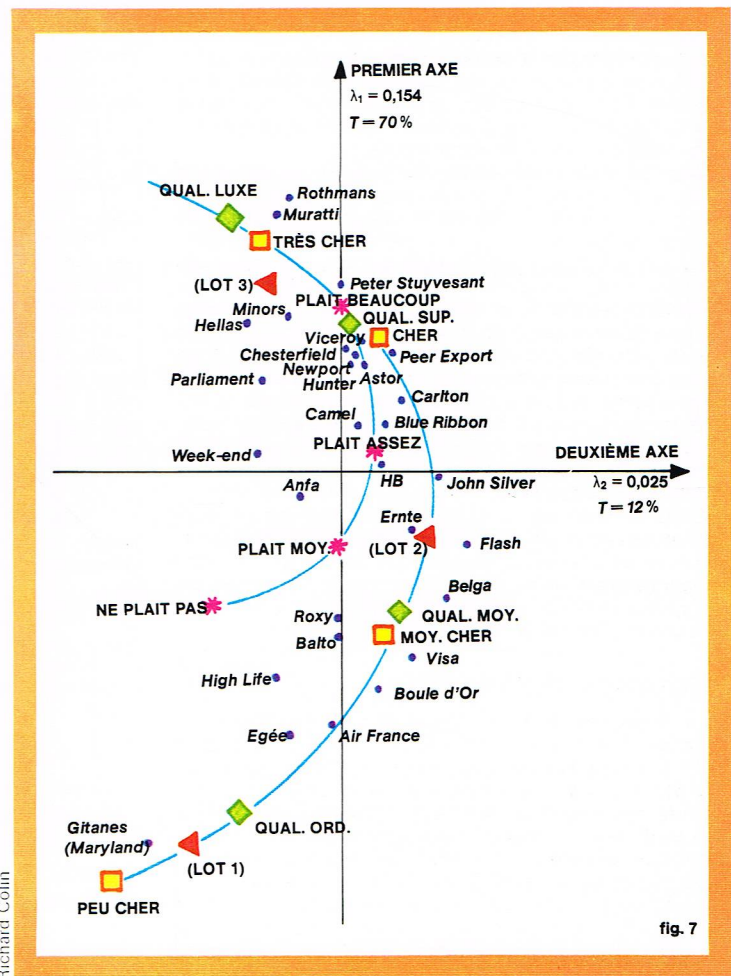 PREMIER AXE
λ₁ = 0,154
T = 70 %
QUAL. LUXE
Rothmans
Muratti
TRÈS CHER
(LOT 3)
Peter Stuyvesant
PLAIT BEAUCOUP
Minors
QUAL. SUP.
Hellas
Viceroy
CHER
Chesterfield
Peer Export
Newport
Parliament
Hunter
Astor
Carlton
Camel
Blue Ribbon
PLAIT ASSEZ
Week-end
DEUXIÈME AXE
HB
John Silver
λ₂ = 0,025
Anfa
T = 12 %
Ernte
PLAIT MOY.
(LOT 2)
Flash
Belga
NE PLAIT PAS
Roxy
QUAL. MOY.
Balto
MOY. CHER
Visa
High Life
Boule d'Or
Egée
Air France
Gitanes
(Maryland)
QUAL. ORD.
(LOT 1)
PEU CHER
fig. 7
Richard Colin